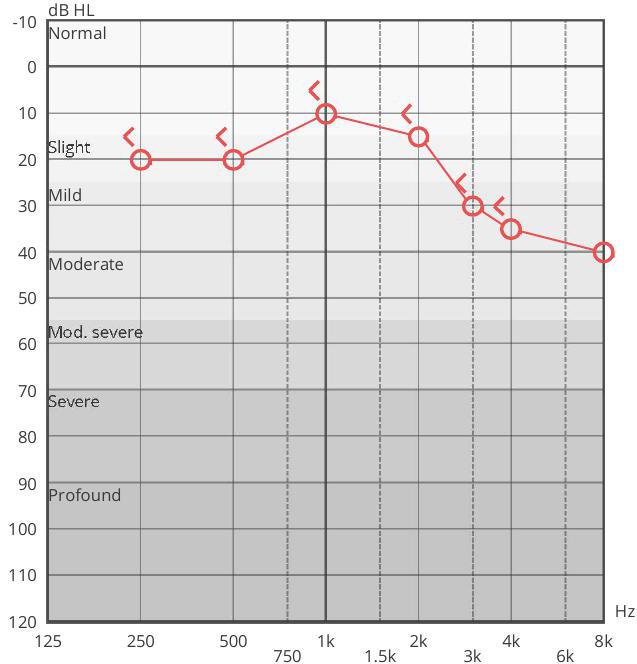 dB HL
-10
Normal
0
10
Slight
20
Mild
30
40
Moderate
50
Mod. severe
60
70
Severe
80
90
Profound
100
110
120
Hz
125 250 500 1k 2k 4k 8k
750 1.5k 3k 6k